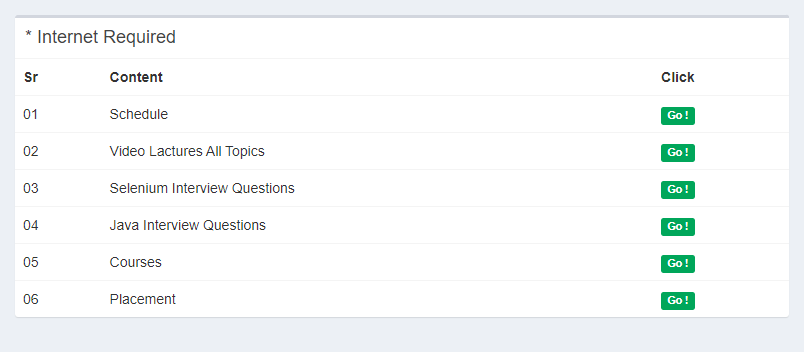 * Internet Required
Sr Content Click
01 Schedule Go !
02 Video Lactures All Topics Go !
03 Selenium Interview Questions Go !
04 Java Interview Questions Go !
05 Courses Go !
06 Placement Go !